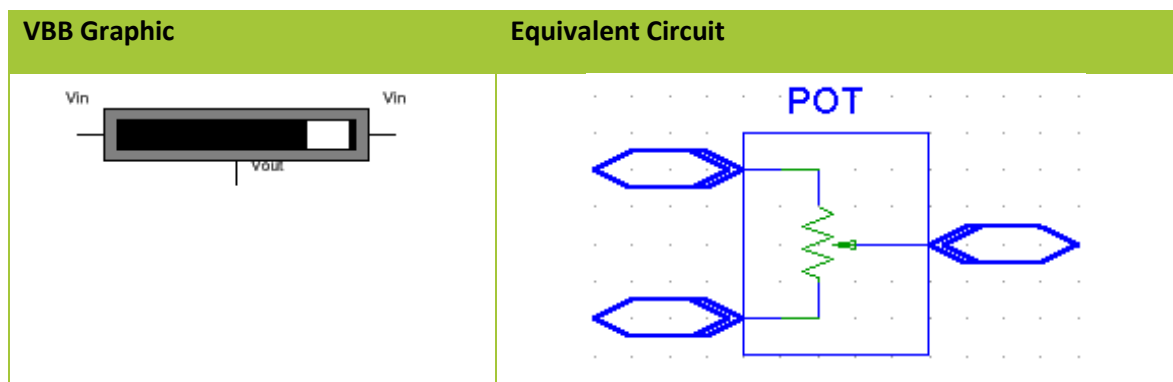 VBB Graphic
Equivalent Circuit
Vin
Vin
Vout
POT